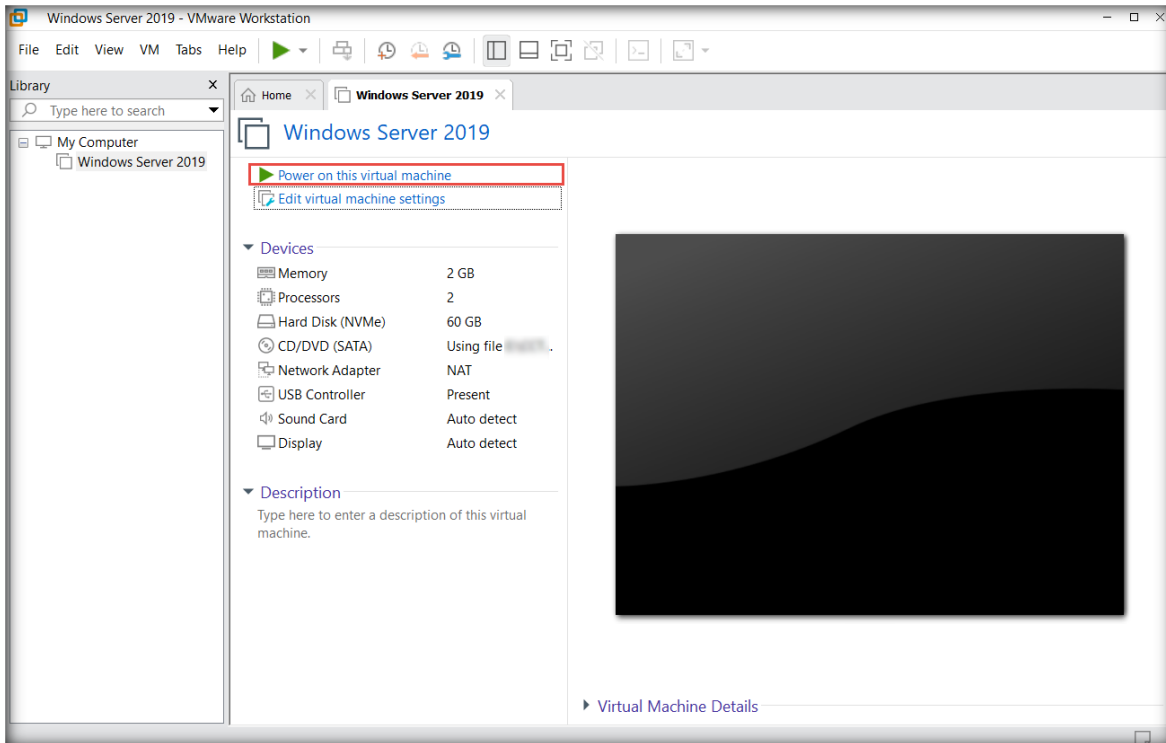 Windows Server 2019 - VMware Workstation
File Edit View VM Tabs Help
Library X
Type here to search
Home
Windows Server 2019
My Computer
Windows Server 2019
Windows Server 2019
Power on this virtual machine
Edit virtual machine settings
Devices
Memory 2 GB
Processors 2
Hard Disk (NVMe) 60 GB
CD/DVD (SATA) Using file
Network Adapter NAT
USB Controller Present
Sound Card Auto detect
Display Auto detect
Description
Type here to enter a description of this virtual
machine.
Virtual Machine Details